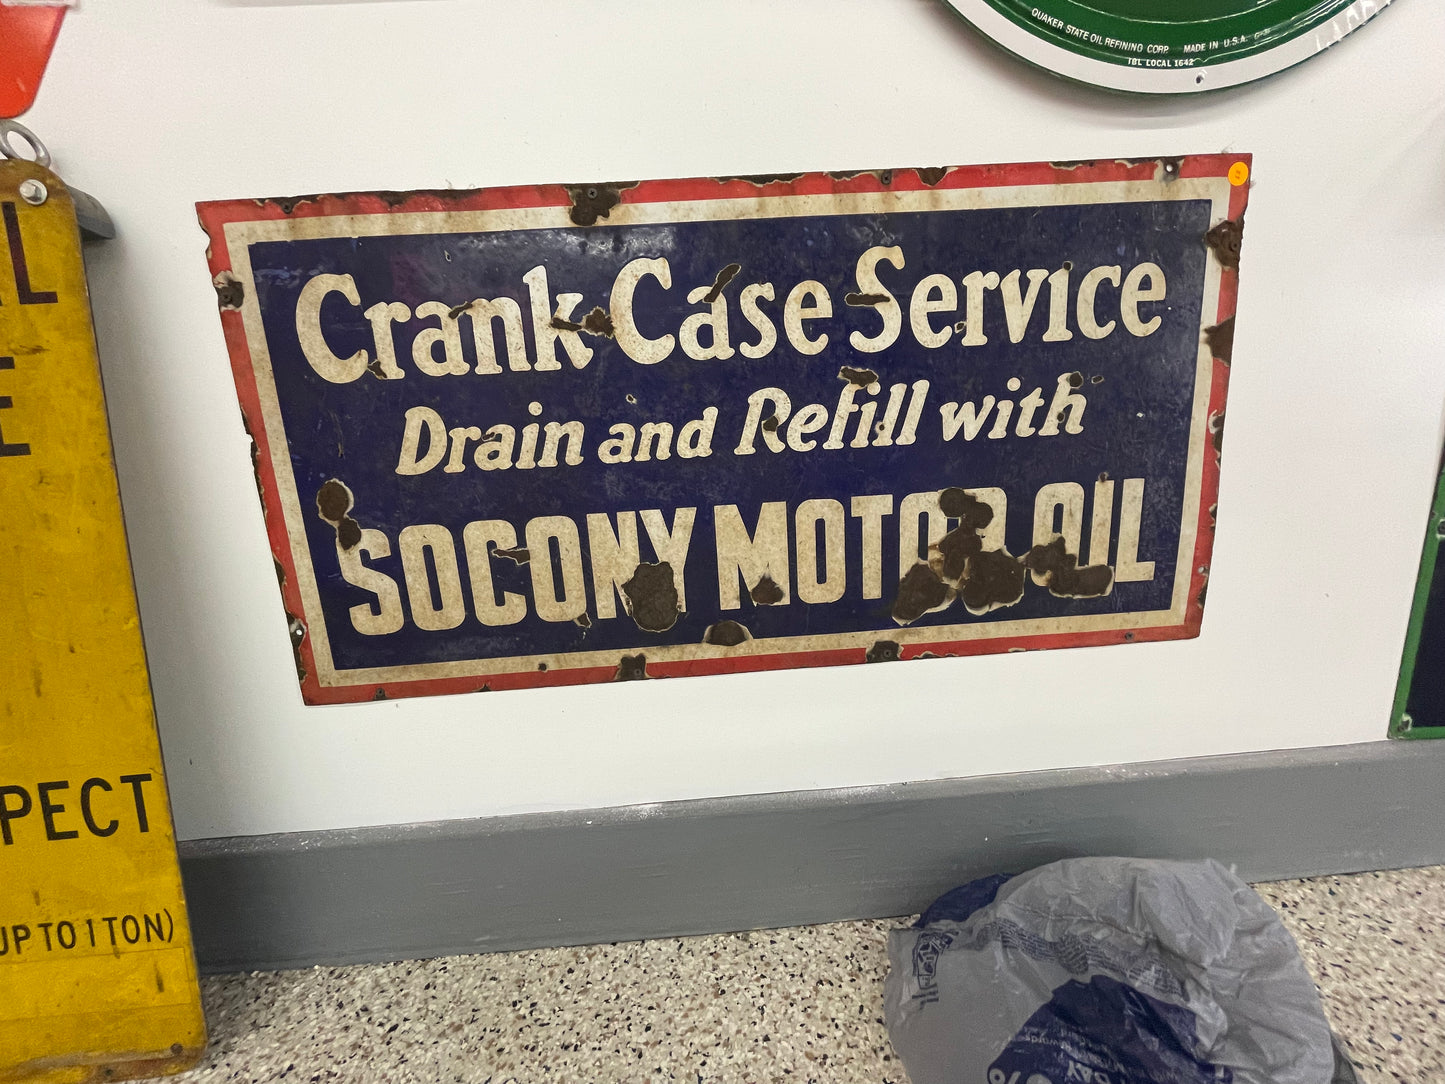 QUAKER STATE OIL REFINING CORP. MADE IN U.S.A.
IBL LOCAL 1642
Crank Case Service
Drain and Refill with
SOCONY MOTOR OIL
AL
E
PECT
UP TO 1 TON)